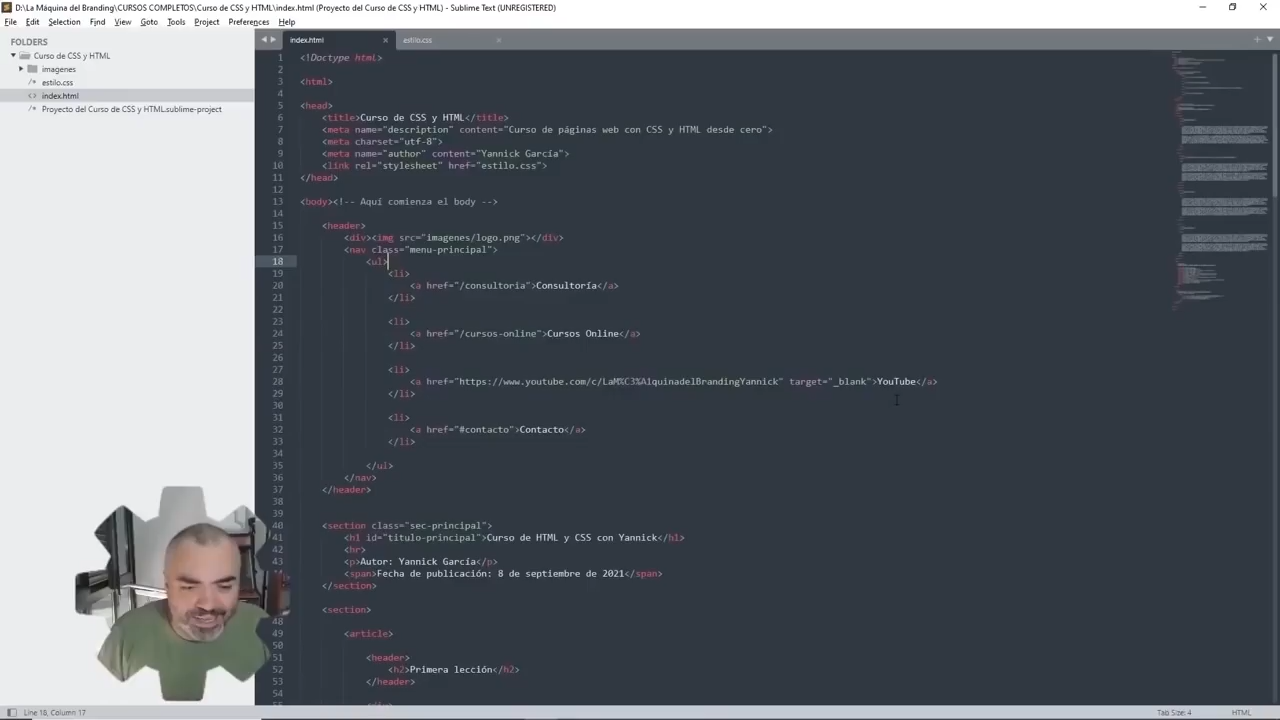 D:\La Máquina del Branding\CURSOS COMPLETOS\Curso de CSS y HTML\index.html (Proyecto del Curso de CSS y HTML) - Sublime Text (UNREGISTERED)
File Edit Selection Find View Goto Tools Project Preferences Help
FOLDERS
Curso de CSS y HTML
imagenes
estilo.css
index.html
Proyecto del Curso de CSS y HTML.sublime-project
index.html
estilo.css
1 <!Doctype html>
2
3 <html>
4
5 <head>
6 <title>Curso de CSS y HTML</title>
7 <meta name="description" content="Curso de páginas web con CSS y HTML desde cero">
8 <meta charset="utf-8">
9 <meta name="author" content="Yannick García">
10 <link rel="stylesheet" href="estilo.css">
11 </head>
12
13 <body><!-- Aquí comienza el body -->
14
15 <header>
16 <div><img src="imagenes/logo.png"></div>
17 <nav class="menu-principal">
18 <ul>
19 <li>
20 <a href="/consultoria">Consultoría</a>
21 </li>
22
23 <li>
24 <a href="/cursos-online">Cursos Online</a>
25 </li>
26
27 <li>
28 <a href="https://www.youtube.com/c/LaM%C3%A1quinadelBrandingYannick" target="_blank">YouTube</a>
29 </li>
30
31 <li>
32 <a href="#contacto">Contacto</a>
33 </li>
34
35 </ul>
36 </nav>
37 </header>
38
39
40 <section class="sec-principal">
41 <h1 id="titulo-principal">Curso de HTML y CSS con Yannick</h1>
42 <br>
43 <p>Autor: Yannick García</p>
<span>Fecha de publicación: 8 de septiembre de 2021</span>
</section>
<section>
48
49 <article>
50
51 <header>
52 <h2>Primera lección</h2>
53 </header>
54
Line 18, Column 17
Tab Size: 4
HTML